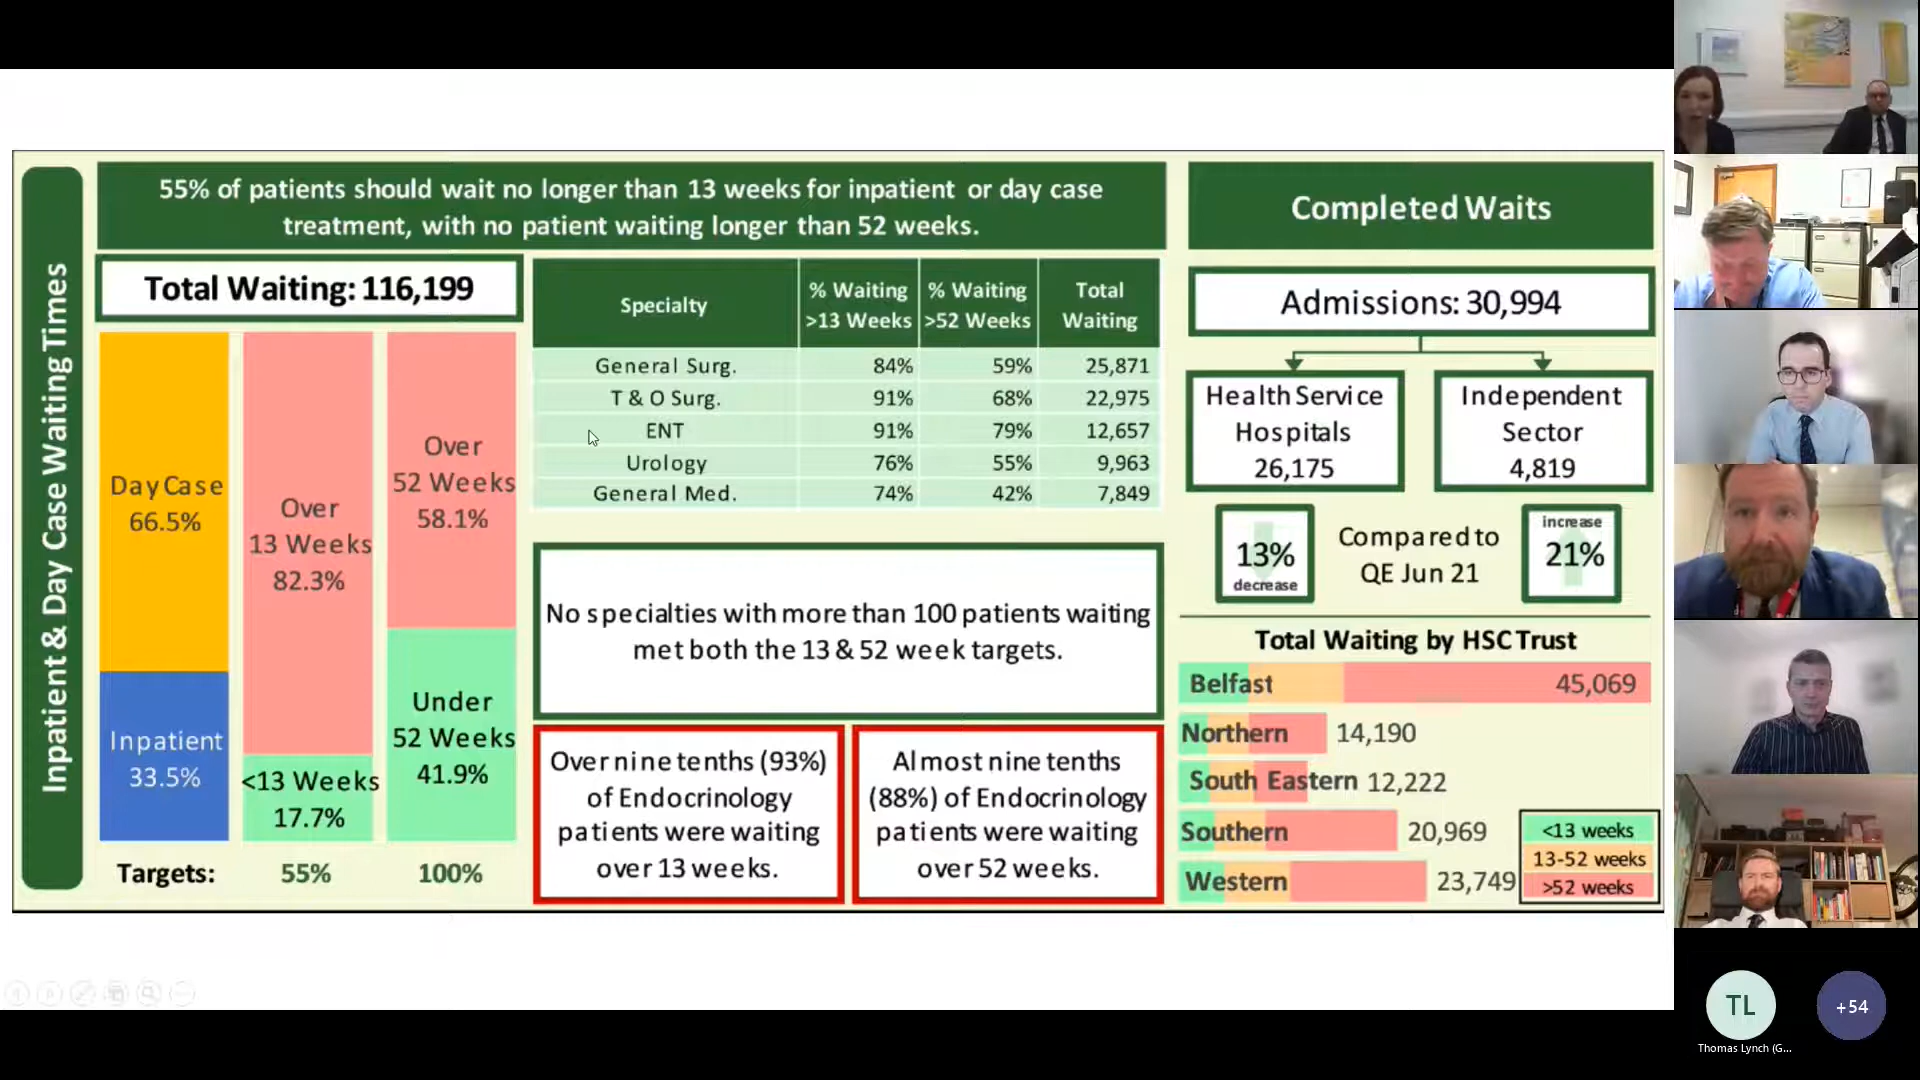 Inpatient & Day Case Waiting Times
55% of patients should wait no longer than 13 weeks for inpatient or day case
treatment, with no patient waiting longer than 52 weeks.
Total Waiting: 116,199
Day Case
66.5%
Inpatient
33.5%
Over
13 Weeks
82.3%
<13 Weeks
17.7%
Over
52 Weeks
58.1%
Under
52 Weeks
41.9%
Targets: 55% 100%
Specialty % Waiting >13 Weeks % Waiting >52 Weeks Total Waiting
General Surg. 84% 59% 25,871
T & O Surg. 91% 68% 22,975
ENT 91% 79% 12,657
Urology 76% 55% 9,963
General Med. 74% 42% 7,849
No specialties with more than 100 patients waiting
met both the 13 & 52 week targets.
Over nine tenths (93%)
of Endocrinology
patients were waiting
over 13 weeks.
Almost nine tenths
(88%) of Endocrinology
patients were waiting
over 52 weeks.
Completed Waits
Admissions: 30,994
Health Service
Hospitals
26,175
Independent
Sector
4,819
13%
decrease
Compared to
QE Jun 21
increase
21%
Total Waiting by HSC Trust
Belfast 45,069
Northern 14,190
South Eastern 12,222
Southern 20,969
Western 23,749
<13 weeks
13-52 weeks
>52 weeks
TL
+54
Thomas Lynch (G...